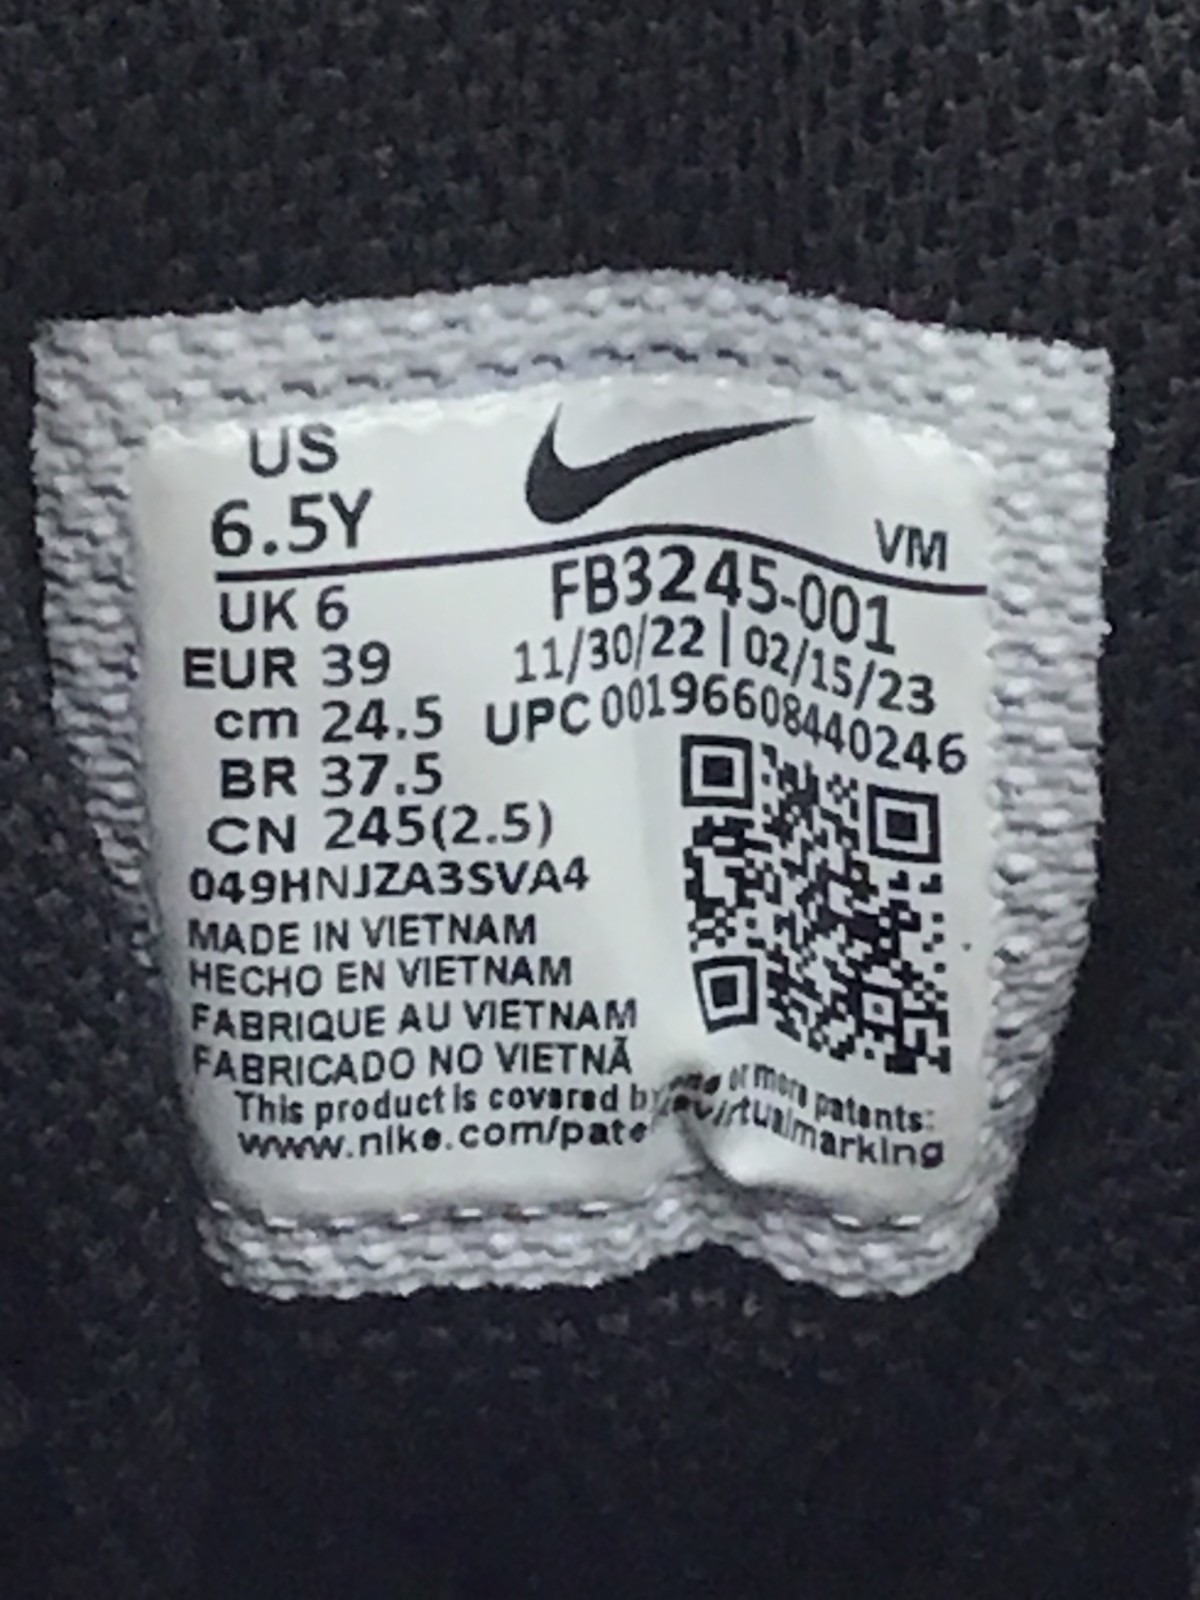 US
6.5Y
VM
UK 6
EUR 39
cm 24.5
BR 37.5
CN 245(2.5)
FB3245-001
11/30/22 | 02/15/23
UPC 00196608440246
049HNJZA3SVA4
MADE IN VIETNAM
HECHO EN VIETNAM
FABRIQUE AU VIETNAM
FABRICADO NO VIETNÃ
This product is covered by one or more patents:
www.nike.com/pate virtualmarking